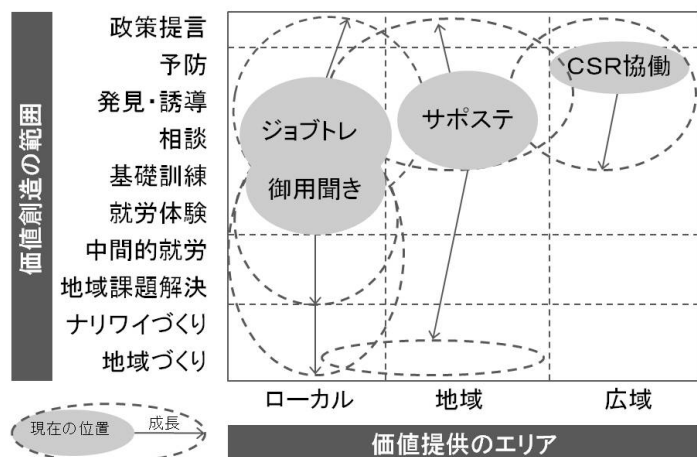 価値創造の範囲
政策提言
予防
発見・誘導
相談
基礎訓練
就労体験
中間的就労
地域課題解決
ナリワイづくり
地域づくり
ジョブトレ
御用聞き
サポステ
CSR協働
ローカル
地域
広域
価値提供のエリア
現在の位置
成長